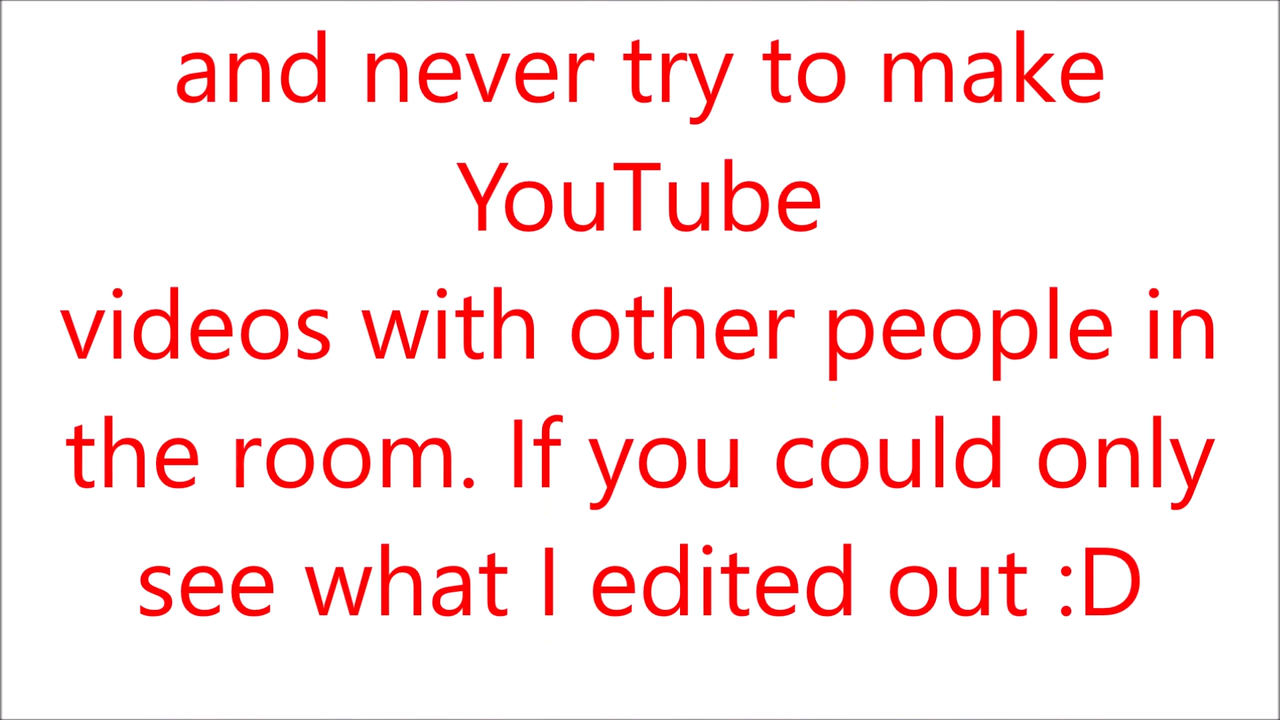 and never try to make
YouTube
videos with other people in
the room. If you could only
see what I edited out :D